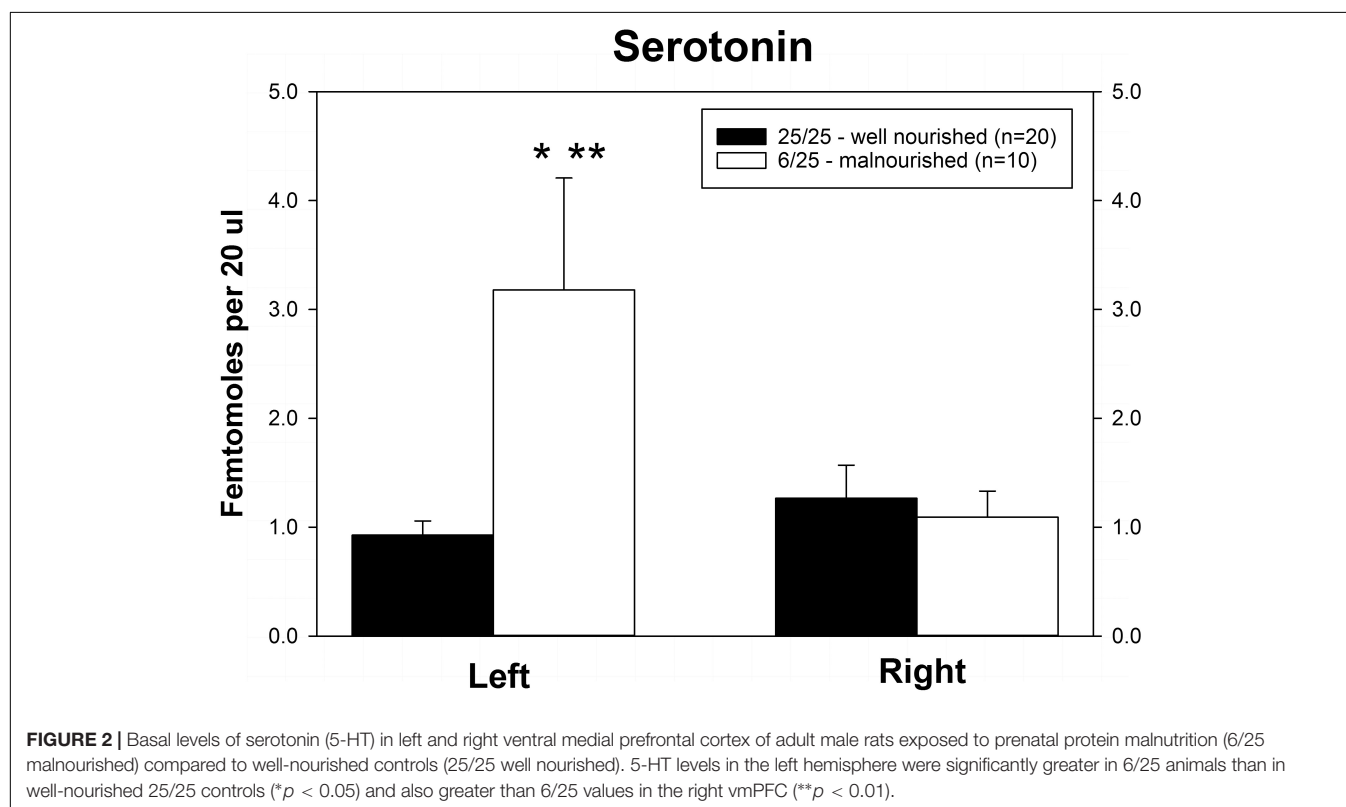 Serotonin
5.0
4.0
3.0
2.0
1.0
0.0
Femtomoles per 20 ul
* **
25/25 - well nourished (n=20)
6/25 - malnourished (n=10)
5.0
4.0
3.0
2.0
1.0
0.0
Left
Right
FIGURE 2 | Basal levels of serotonin (5-HT) in left and right ventral medial prefrontal cortex of adult male rats exposed to prenatal protein malnutrition (6/25
malnourished) compared to well-nourished controls (25/25 well nourished). 5-HT levels in the left hemisphere were significantly greater in 6/25 animals than in
well-nourished 25/25 controls (*p < 0.05) and also greater than 6/25 values in the right vmPFC (**p < 0.01).